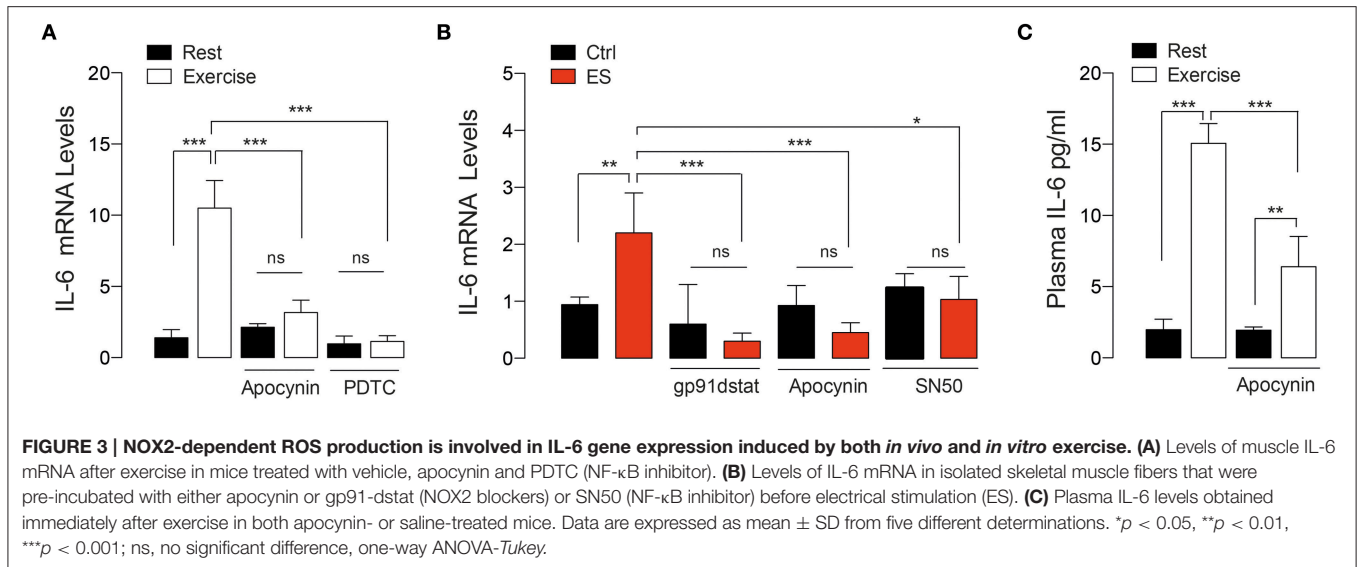 A
Rest
Exercise
20
15
10
5
0
IL-6 mRNA Levels
***
***
***
ns
ns
Apocynin
PDTC
B
Ctrl
ES
5
4
3
2
1
0
IL-6 mRNA Levels
*
***
**
***
ns
ns
ns
gp91dstat
Apocynin
SN50
C
Rest
Exercise
20
15
10
5
0
Plasma IL-6 pg/ml
***
***
**
Apocynin
FIGURE 3 | NOX2-dependent ROS production is involved in IL-6 gene expression induced by both in vivo and in vitro exercise. (A) Levels of muscle IL-6
mRNA after exercise in mice treated with vehicle, apocynin and PDTC (NF-κB inhibitor). (B) Levels of IL-6 mRNA in isolated skeletal muscle fibers that were
pre-incubated with either apocynin or gp91-dstat (NOX2 blockers) or SN50 (NF-κB inhibitor) before electrical stimulation (ES). (C) Plasma IL-6 levels obtained
immediately after exercise in both apocynin- or saline-treated mice. Data are expressed as mean ± SD from five different determinations. *p < 0.05, **p < 0.01,
***p < 0.001; ns, no significant difference, one-way ANOVA-Tukey.